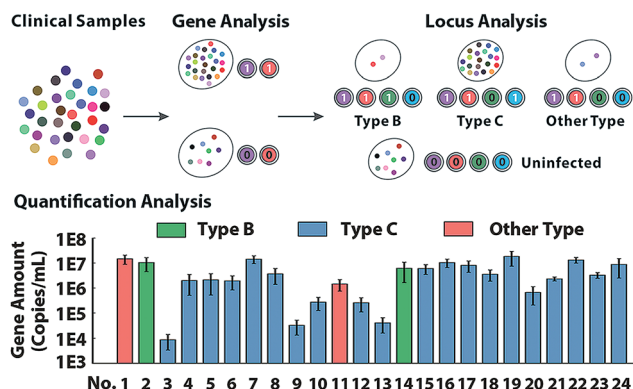 Clinical Samples
Gene Analysis
Locus Analysis
1 1
0 0
1 1 1 0
Type B
1 1 0 1
Type C
1 1 0 0
Other Type
0 0 0 0
Uninfected
Quantification Analysis
Type B
Type C
Other Type
Gene Amount
(Copies/mL)
1E8
1E7
1E6
1E5
1E4
1E3
No. 1 2 3 4 5 6 7 8 9 10 11 12 13 14 15 16 17 18 19 20 21 22 23 24